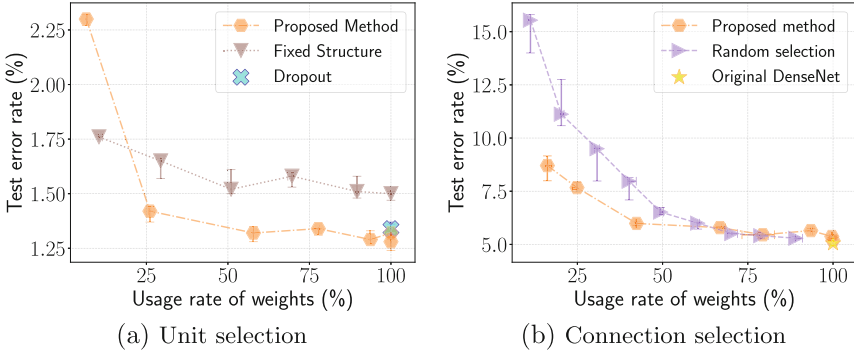 2.25
2.00
1.75
1.50
1.25
Test error rate (%)
Proposed Method
Fixed Structure
Dropout
25
50
75
100
Usage rate of weights (%)
(a) Unit selection
15.0
12.5
10.0
7.5
5.0
Test error rate (%)
Proposed method
Random selection
Original DenseNet
25
50
75
100
Usage rate of weights (%)
(b) Connection selection